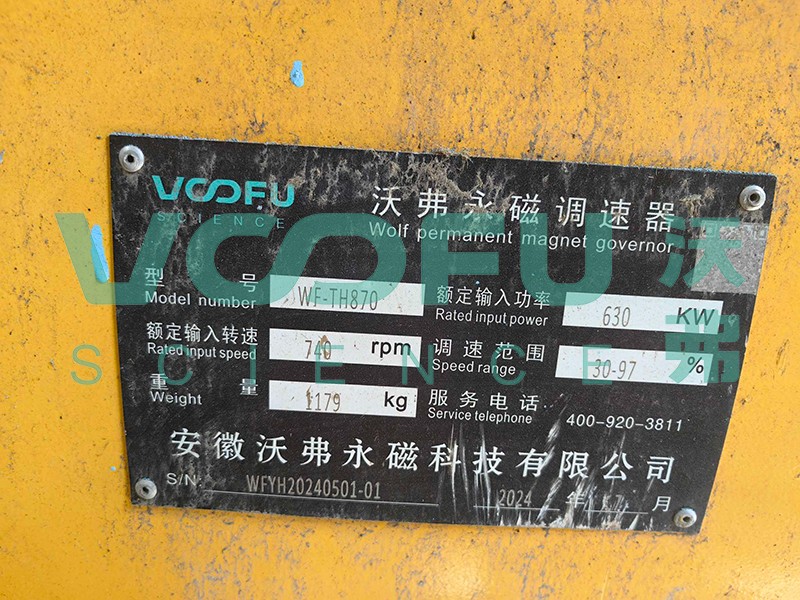 VOOFU
SCIENCE
沃弗永磁调速器
Wolf permanent magnet governor
型 号
Model number
WF-TH870
额定输入功率
Rated input power
630 KW
额定输入转速
Rated input speed
740 rpm
调速范围
Speed range
30-97 %
重 量
Weight
1179 kg
服务电话
Service telephone
400-920-3811
安徽沃弗永磁科技有限公司
S/N: WFYH20240501-01
2024 年 7 月
VOOFU 沃弗
SCIENCE